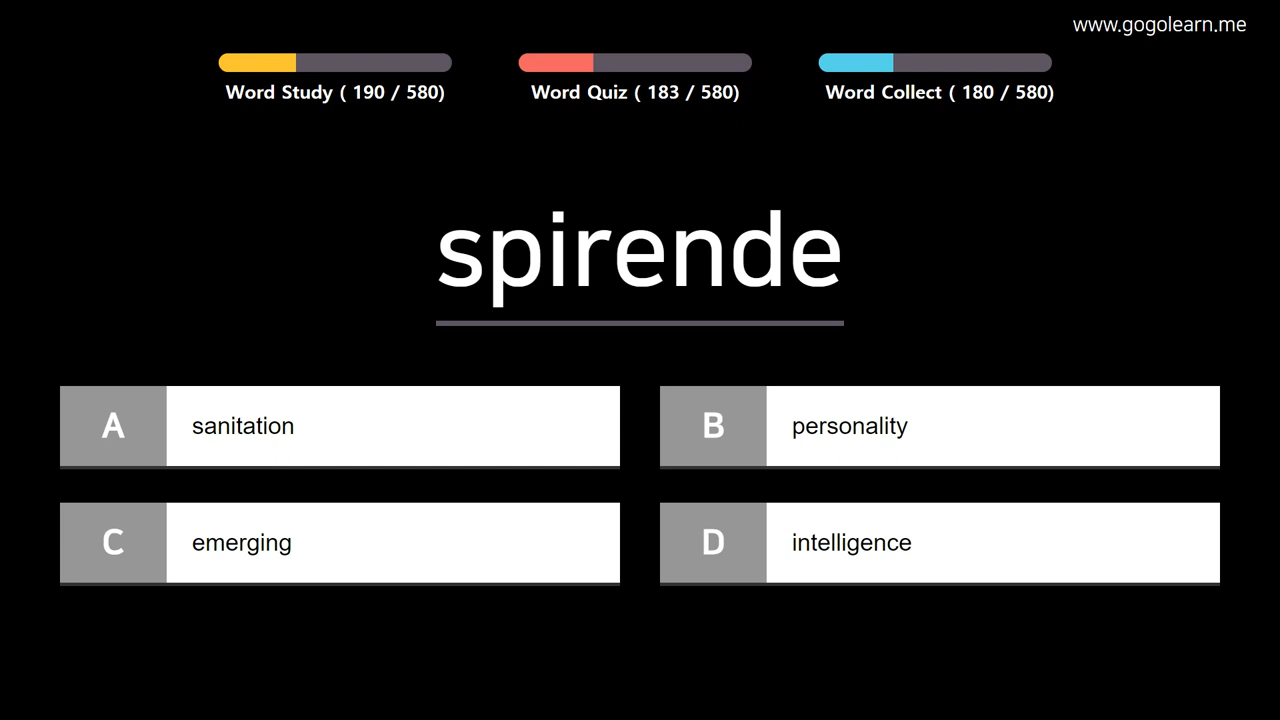 www.gogolearn.me
Word Study ( 190 / 580)
Word Quiz ( 183 / 580)
Word Collect ( 180 / 580)
spirende
A sanitation
B personality
C emerging
D intelligence